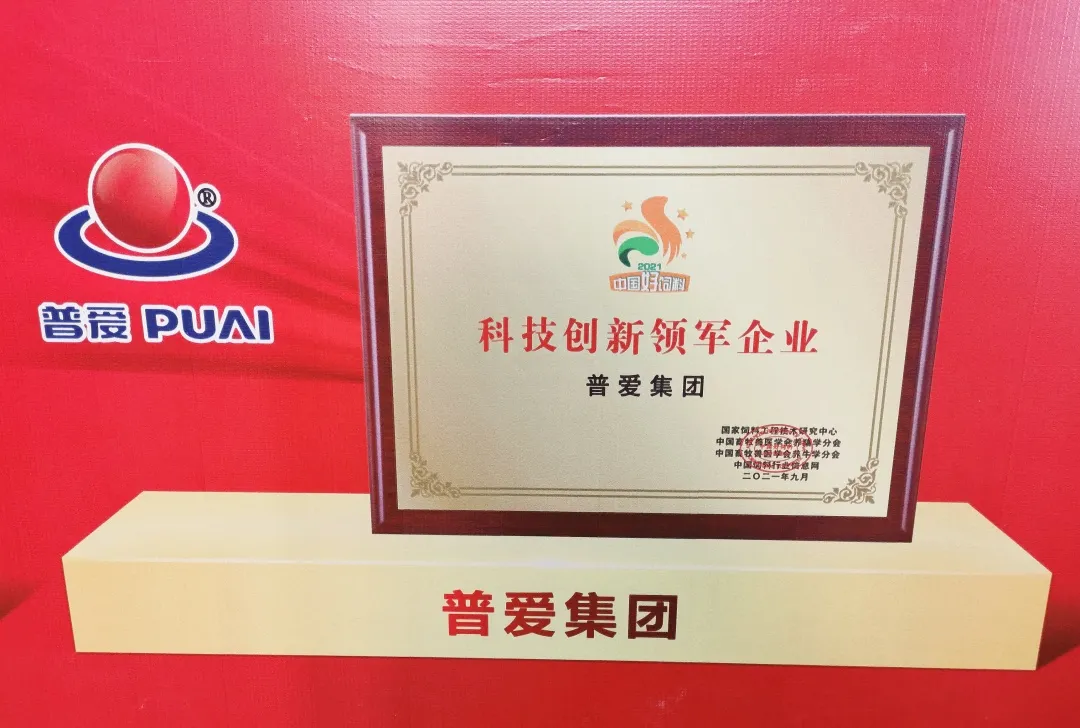 普爱 PUAI
®
2021
中国好饲料
科技创新领军企业
普爱集团
国家饲料工程技术研究中心
中国畜牧兽医学会养猪学分会
中国畜牧兽医学会养牛学分会
中国饲料行业信息网
二〇二一年九月
普爱集团